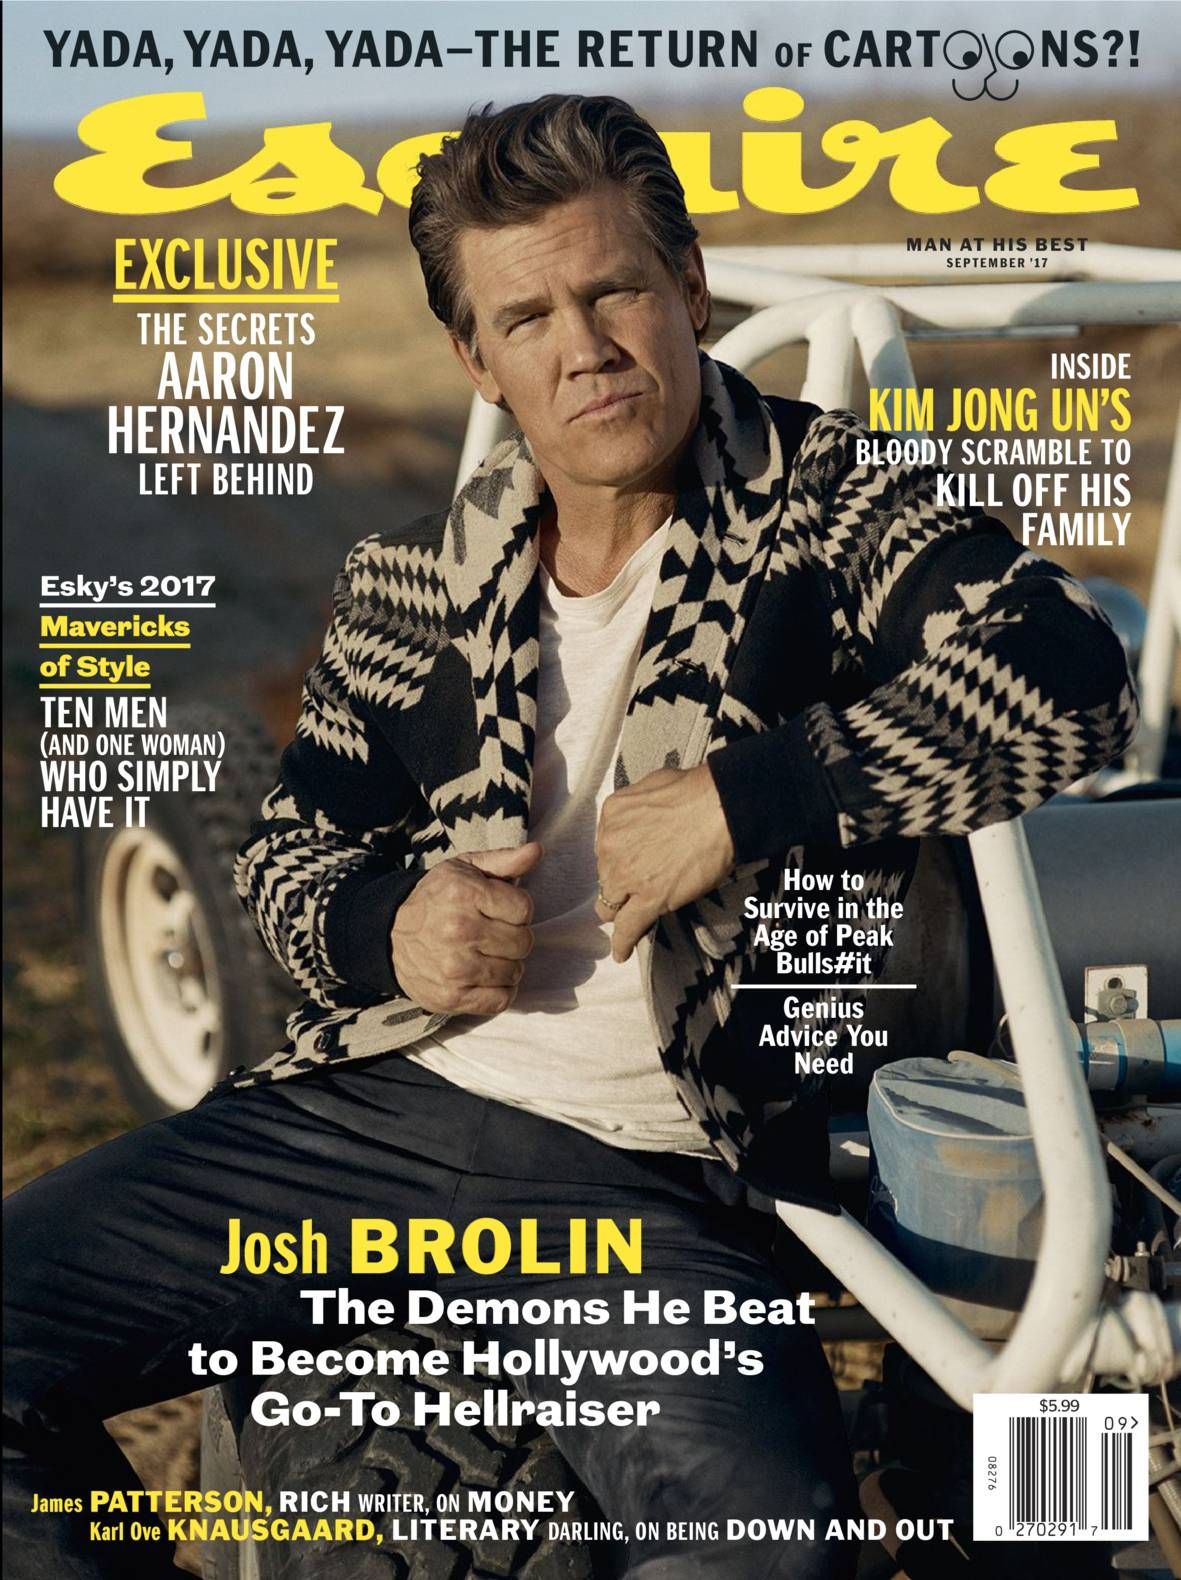 YADA, YADA, YADA—THE RETURN OF CARTOONS?!
Esquire
MAN AT HIS BEST
SEPTEMBER '17
EXCLUSIVE
THE SECRETS
AARON
HERNANDEZ
LEFT BEHIND
INSIDE
KIM JONG UN'S
BLOODY SCRAMBLE TO
KILL OFF HIS
FAMILY
Esky's 2017
Mavericks
of Style
TEN MEN
(AND ONE WOMAN)
WHO SIMPLY
HAVE IT
How to
Survive in the
Age of Peak
Bulls#it
Genius
Advice You
Need
Josh BROLIN
The Demons He Beat
to Become Hollywood's
Go-To Hellraiser
James PATTERSON, RICH WRITER, ON MONEY
Karl Ove KNAUSGAARD, LITERARY DARLING, ON BEING DOWN AND OUT
$5.99
09>
08276
0 270291 7